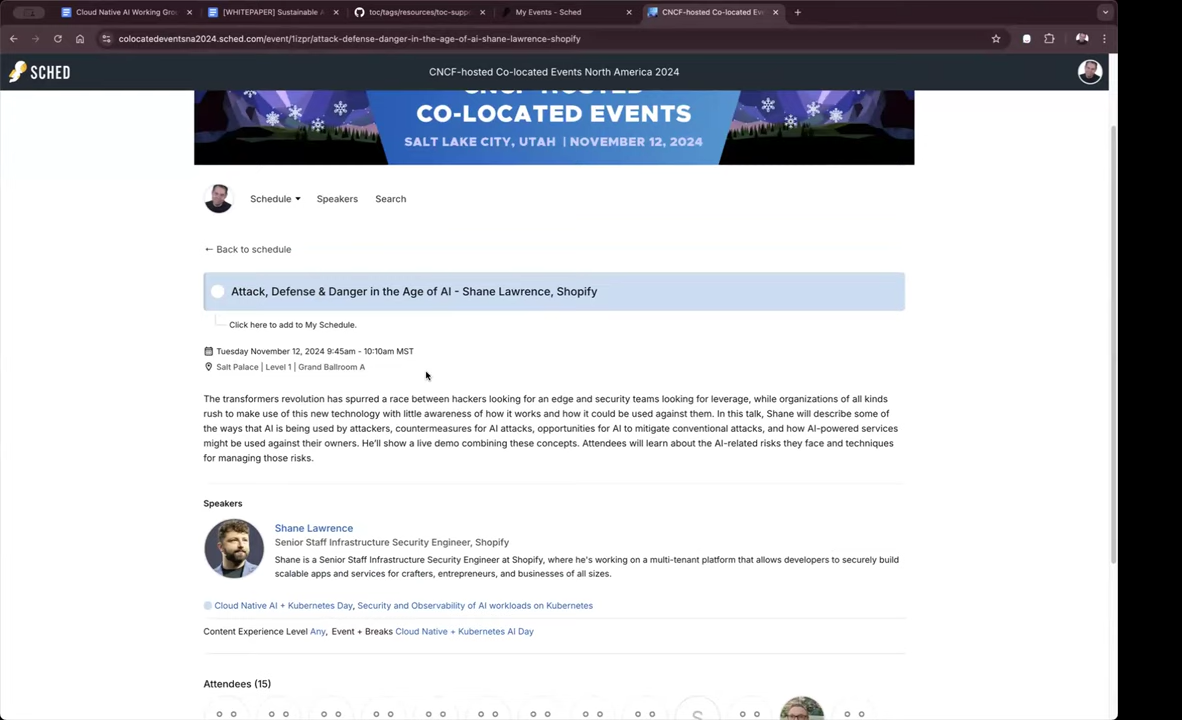 Cloud Native AI Working Gro
[WHITEPAPER] Sustainable A
toc/tags/resources/toc-supp
My Events - Sched
CNCF-hosted Co-located Eve
colocatedeventsna2024.sched.com/event/1izpr/attack-defense-danger-in-the-age-of-ai-shane-lawrence-shopify
SCHED
CNCF-hosted Co-located Events North America 2024
CNCF-HOSTED
CO-LOCATED EVENTS
SALT LAKE CITY, UTAH | NOVEMBER 12, 2024
Schedule
Speakers
Search
← Back to schedule
Attack, Defense & Danger in the Age of AI - Shane Lawrence, Shopify
Click here to add to My Schedule.
Tuesday November 12, 2024 9:45am - 10:10am MST
Salt Palace | Level 1 | Grand Ballroom A
The transformers revolution has spurred a race between hackers looking for an edge and security teams looking for leverage, while organizations of all kinds
rush to make use of this new technology with little awareness of how it works and how it could be used against them. In this talk, Shane will describe some of
the ways that AI is being used by attackers, countermeasures for AI attacks, opportunities for AI to mitigate conventional attacks, and how AI-powered services
might be used against their owners. He'll show a live demo combining these concepts. Attendees will learn about the AI-related risks they face and techniques
for managing those risks.
Speakers
Shane Lawrence
Senior Staff Infrastructure Security Engineer, Shopify
Shane is a Senior Staff Infrastructure Security Engineer at Shopify, where he's working on a multi-tenant platform that allows developers to securely build
scalable apps and services for crafters, entrepreneurs, and businesses of all sizes.
Cloud Native AI + Kubernetes Day, Security and Observability of AI workloads on Kubernetes
Content Experience Level Any, Event + Breaks Cloud Native + Kubernetes AI Day
Attendees (15)
S